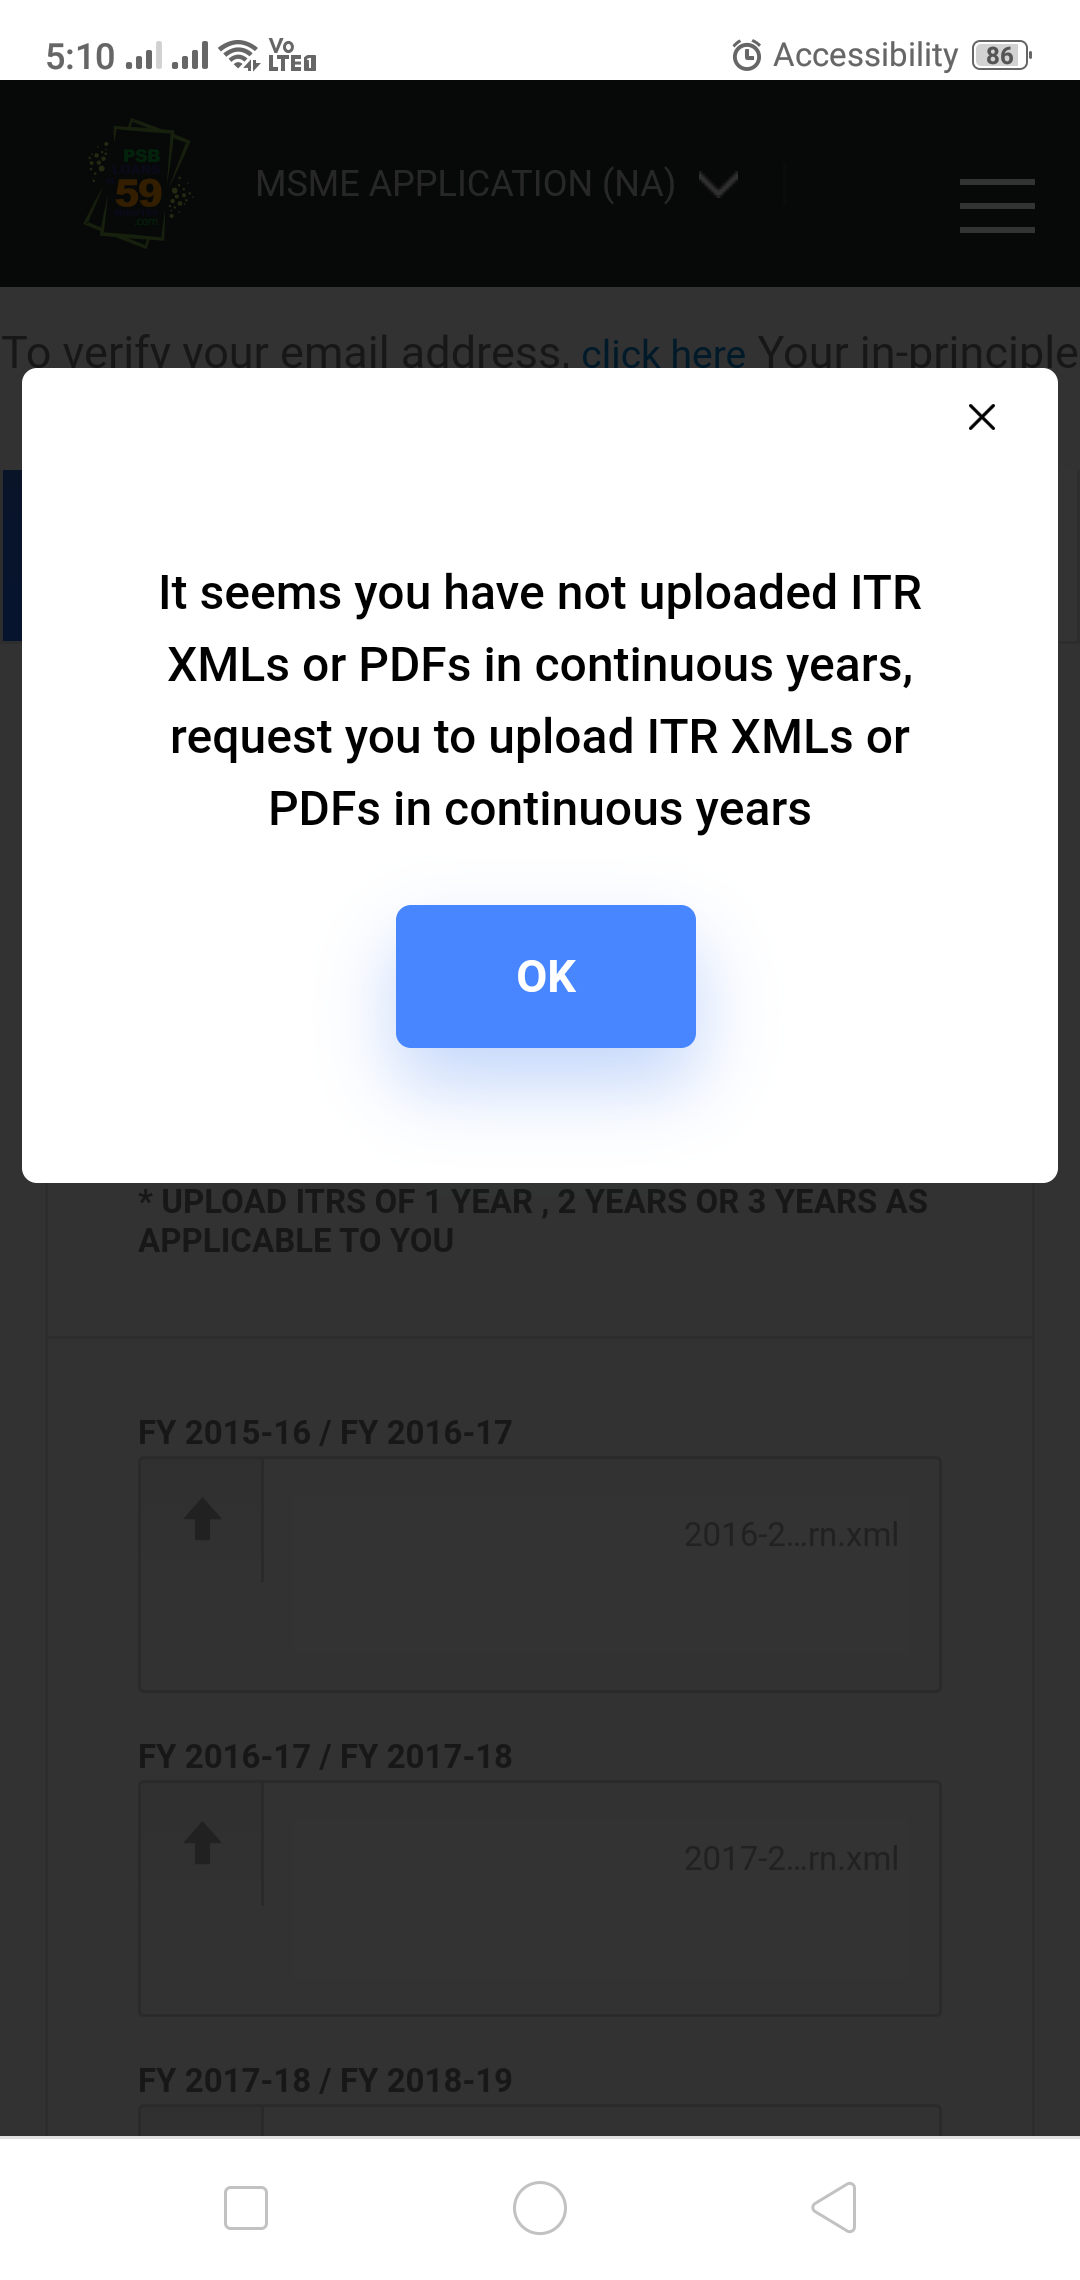 5:10 Vo LTE 1 Accessibility 86
PSB
59
.com
MSME APPLICATION (NA)
To verify your email address, click here Your in-principle
It seems you have not uploaded ITR
XMLs or PDFs in continuous years,
request you to upload ITR XMLs or
PDFs in continuous years
OK
* UPLOAD ITRS OF 1 YEAR , 2 YEARS OR 3 YEARS AS
APPLICABLE TO YOU
FY 2015-16 / FY 2016-17
2016-2...rn.xml
FY 2016-17 / FY 2017-18
2017-2...rn.xml
FY 2017-18 / FY 2018-19